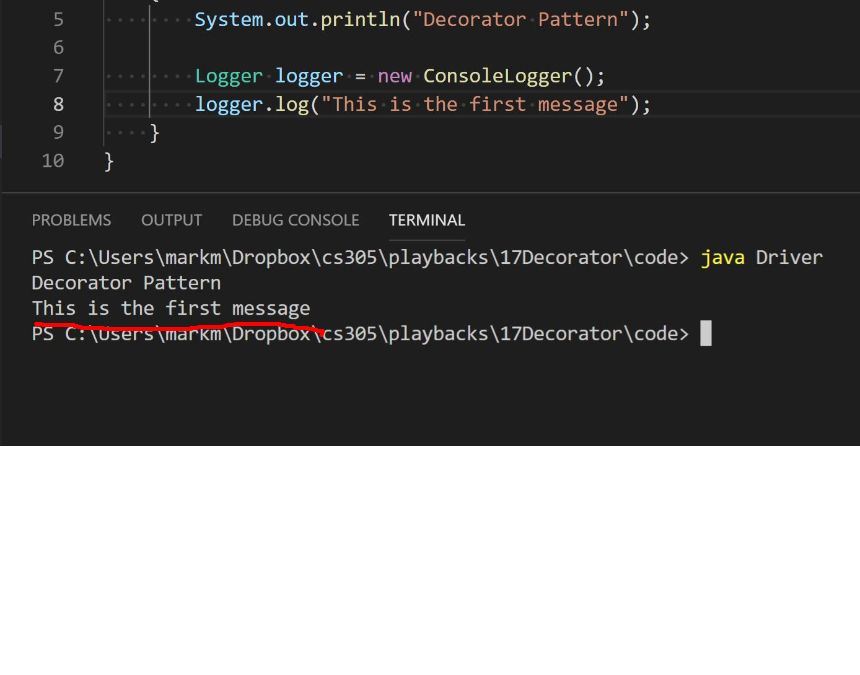 5 System.out.println("Decorator Pattern");
6
7 Logger logger = new ConsoleLogger();
8 logger.log("This is the first message");
9 }
10 }
PROBLEMS OUTPUT DEBUG CONSOLE TERMINAL
PS C:\Users\markm\Dropbox\cs305\playbacks\17Decorator\code> java Driver
Decorator Pattern
This is the first message
PS C:\Users\markm\Dropbox\cs305\playbacks\17Decorator\code>